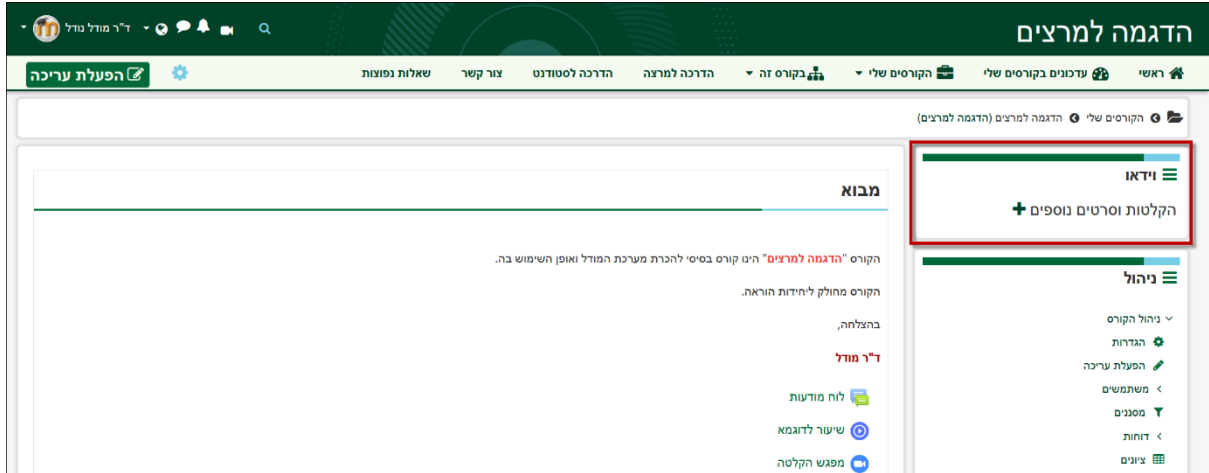 הדגמה למרצים
ד"ר מודל נודל
ראשי
עדכונים בקורסים שלי
הקורסים שלי
בקורס זה
הדרכה למרצה
הדרכה לסטודנט
צור קשר
שאלות נפוצות
הפעלת עריכה
הקורסים שלי הדגמה למרצים (הדגמה למרצים)
וידאו
הקלטות וסרטים נוספים
ניהול
ניהול הקורס
הגדרות
הפעלת עריכה
משתמשים
מסננים
דוחות
ציונים
מבוא
הקורס "הדגמה למרצים" הינו קורס בסיסי להכרת מערכת המודל ואופן השימוש בה.
הקורס מחולק ליחידות הוראה.
בהצלחה,
ד"ר מודל
לוח מודעות
שיעור לדוגמא
מפגש הקלטה